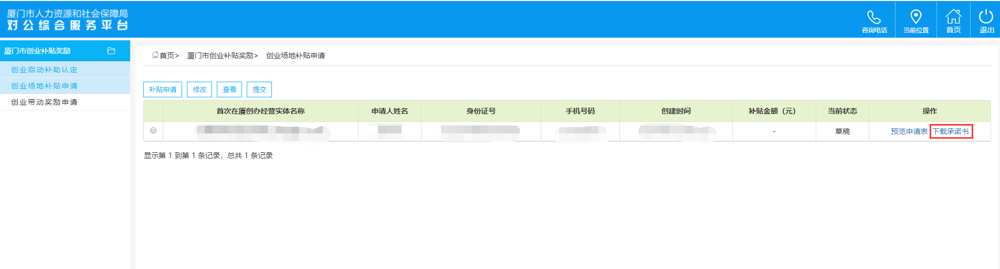 厦门市人力资源和社会保障局
对公综合服务平台
咨询电话 当前位置 首页 退出
厦门市创业补贴奖励
创业启动补助认定
创业场地补贴申请
创业带动奖励申请
首页> 厦门市创业补贴奖励> 创业场地补贴申请
补贴申请 修改 查看 提交
首次在厦创办经营实体名称 申请人姓名 身份证号 手机号码 创建时间 补贴金额（元） 当前状态 操作
- 草稿 预览申请表 下载承诺书
显示第 1 到第 1 条记录，总共 1 条记录